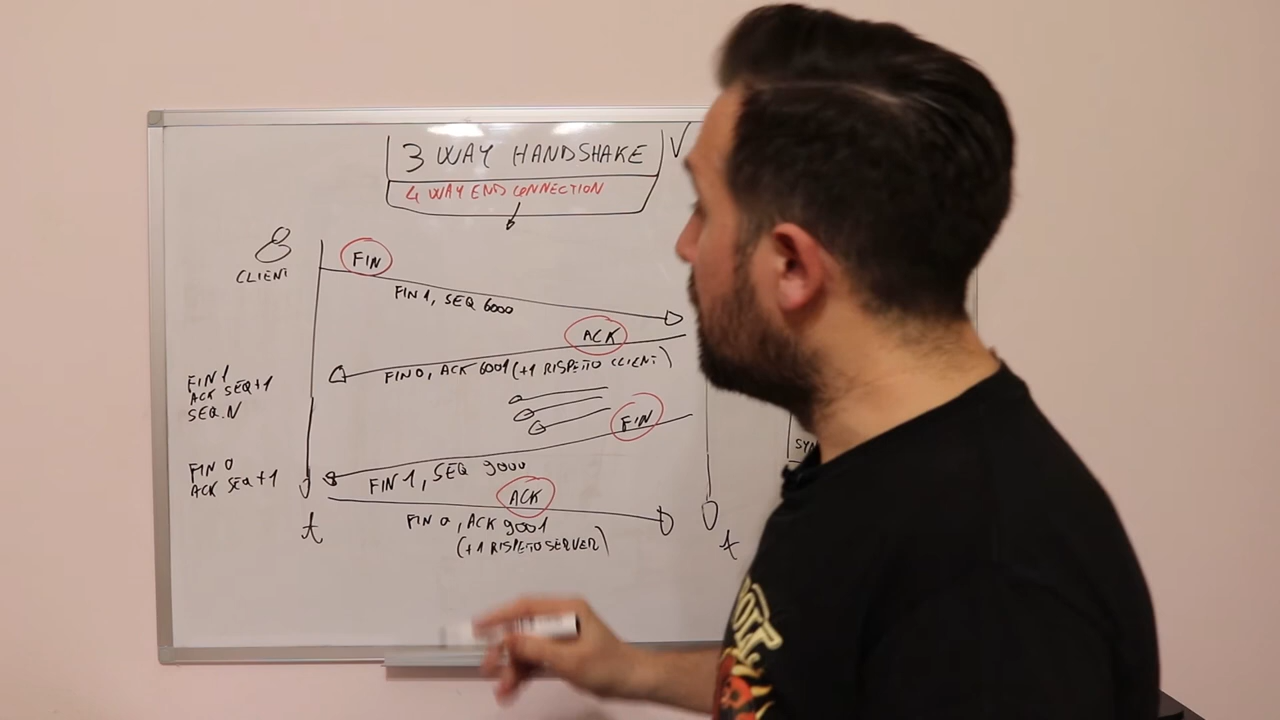 3 WAY HANDSHAKE V
4 WAY END CONNECTION
CLIENT
FIN
FIN 1, SEQ 6000
ACK
FIN 0, ACK 6001 (+1 RISPETTO CLIENT)
FIN 1
ACK SEQ+1
SEQ.N
FIN
FIN 0
ACK SEQ+1
FIN 1, SEQ 9000
ACK
FIN 0, ACK 9001
(+1 RISPETO SERVER)
t
t
SYN